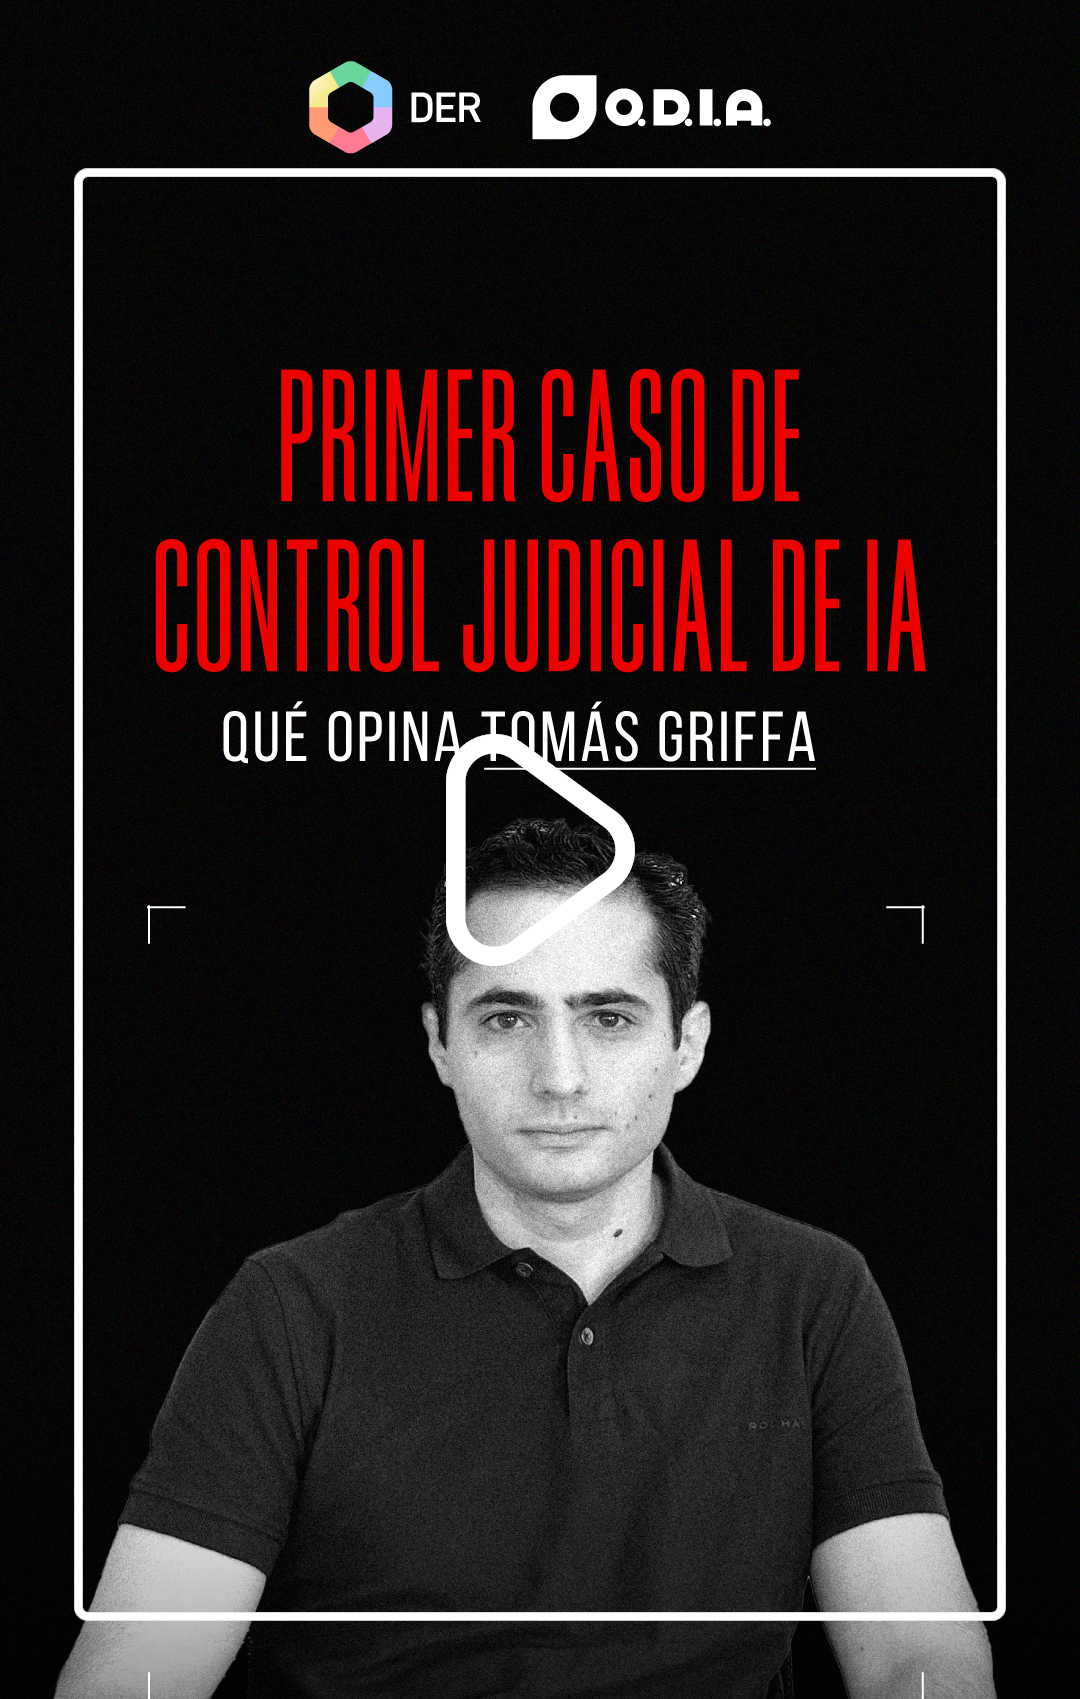 DER O.D.I.A.
PRIMER CASO DE
CONTROL JUDICIAL DE IA
QUÉ OPINA TOMÁS GRIFFA